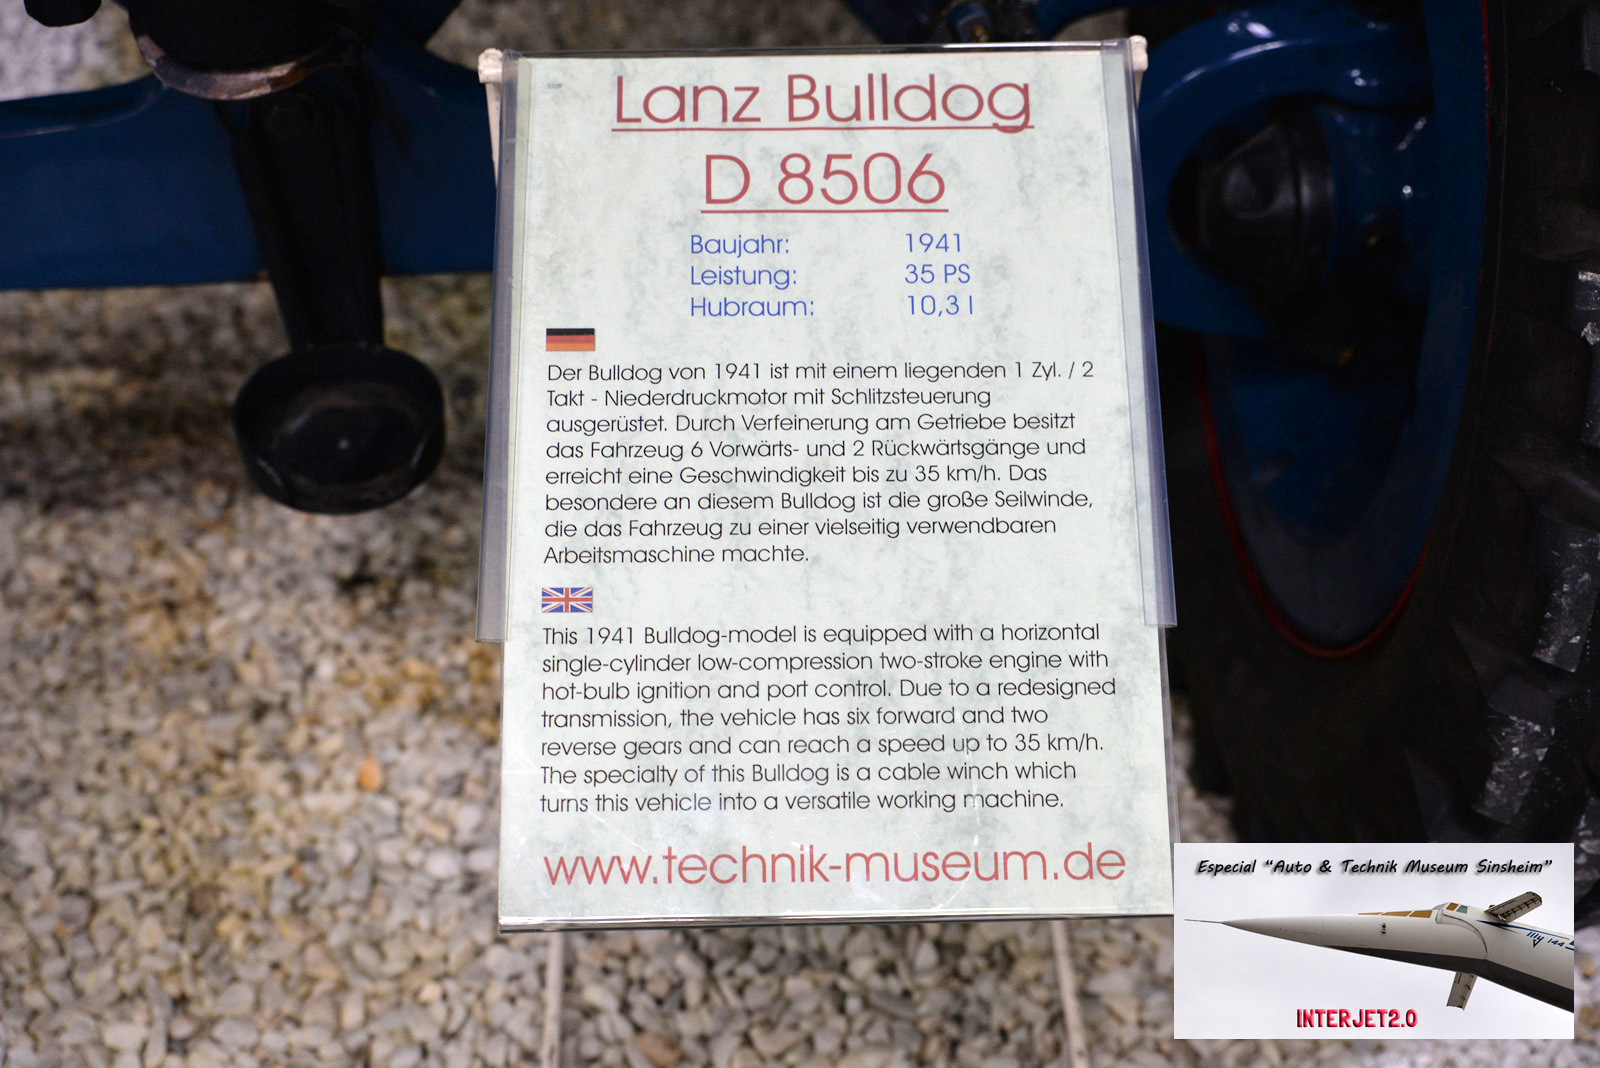 Lanz Bulldog
D 8506
Baujahr: 1941
Leistung: 35 PS
Hubraum: 10,3 l
Der Bulldog von 1941 ist mit einem liegenden 1 Zyl. / 2
Takt - Niederdruckmotor mit Schlitzsteuerung
ausgerüstet. Durch Verfeinerung am Getriebe besitzt
das Fahrzeug 6 Vorwärts- und 2 Rückwärtsgänge und
erreicht eine Geschwindigkeit bis zu 35 km/h. Das
besondere an diesem Bulldog ist die große Seilwinde,
die das Fahrzeug zu einer vielseitig verwendbaren
Arbeitsmaschine machte.
This 1941 Bulldog-model is equipped with a horizontal
single-cylinder low-compression two-stroke engine with
hot-bulb ignition and port control. Due to a redesigned
transmission, the vehicle has six forward and two
reverse gears and can reach a speed up to 35 km/h.
The specialty of this Bulldog is a cable winch which
turns this vehicle into a versatile working machine.
www.technik-museum.de
Especial “Auto & Technik Museum Sinsheim”
144
INTERJET2.0